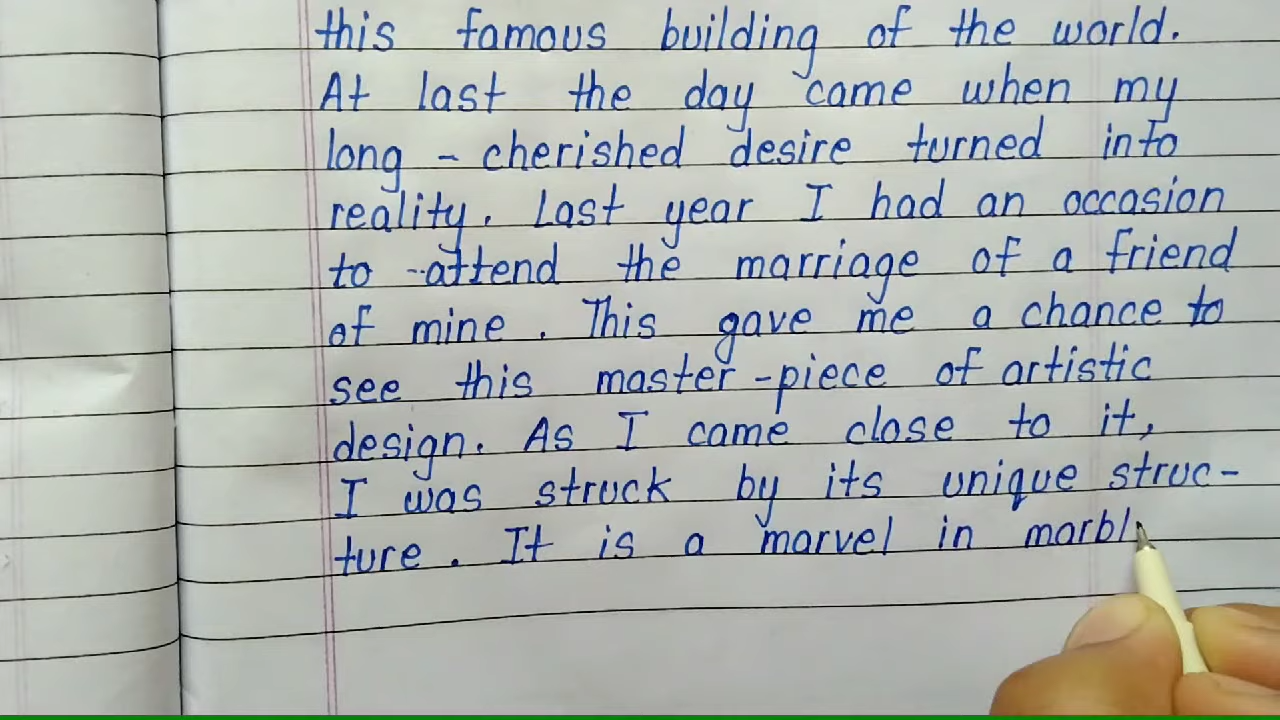 this famous building of the world.
At last the day came when my
long - cherished desire turned into
reality. Last year I had an occasion
to attend the marriage of a friend
of mine. This gave me a chance to
see this master-piece of artistic
design. As I came close to it,
I was struck by its unique struc-
ture. It is a marvel in marbl